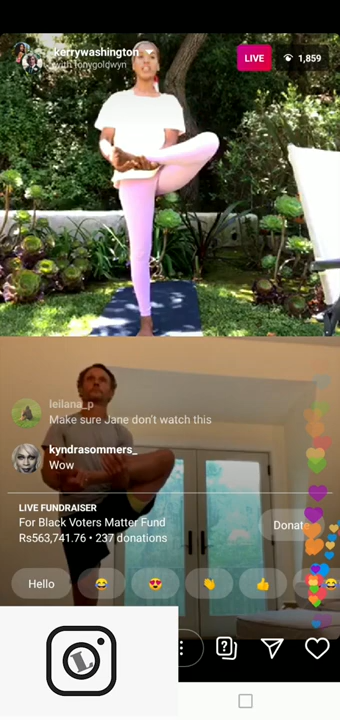 kerrywashington
with Tonygoldwyn
LIVE
1,859
leilana_p
Make sure Jane don't watch this
kyndrasommers_
Wow
LIVE FUNDRAISER
For Black Voters Matter Fund
Rs563,741.76 • 237 donations
Donat
Hello